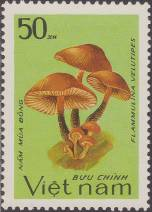 50 xu
NẤM MÙA ĐÔNG
FLAMMULINA VELUTIPES
BƯU CHÍNH
Việt nam